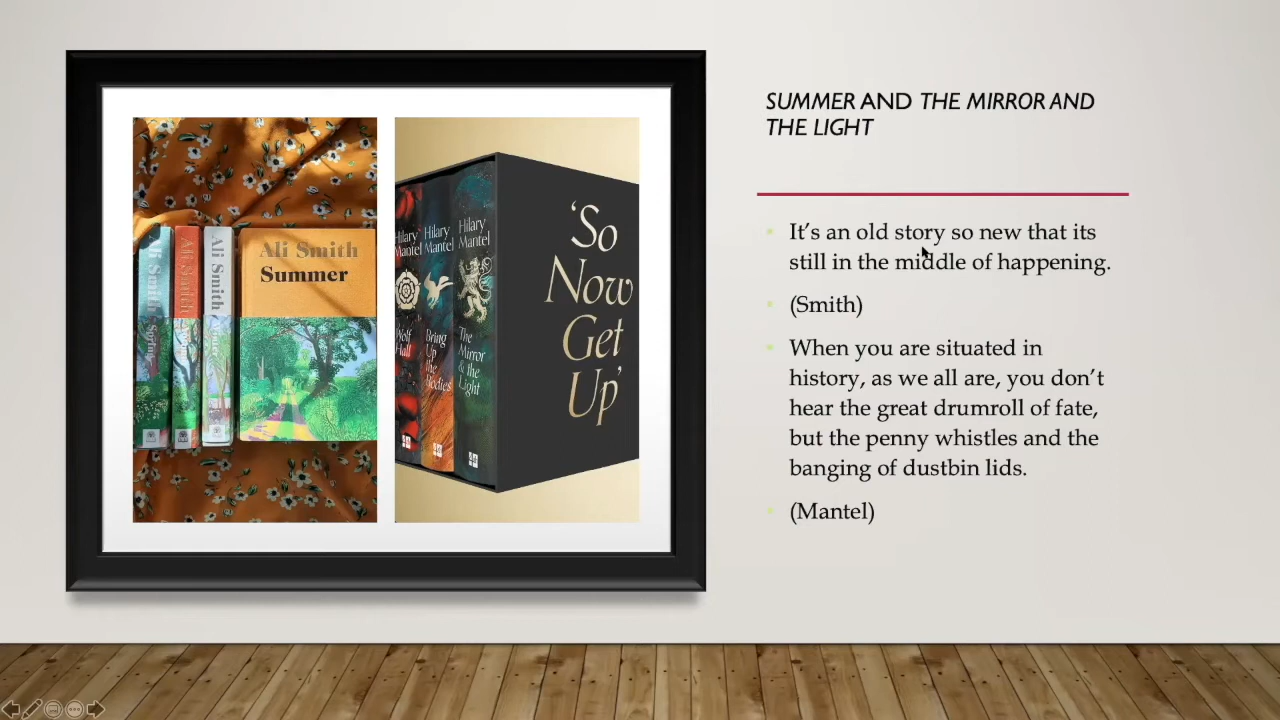 SUMMER AND THE MIRROR AND
THE LIGHT
It’s an old story so new that its
still in the middle of happening.
(Smith)
When you are situated in
history, as we all are, you don’t
hear the great drumroll of fate,
but the penny whistles and the
banging of dustbin lids.
(Mantel)
Ali Smith
Spring
Ali Smith
Ali Smith
Ali Smith
Summer
Hilary
Mantel
Wolf
Hall
Hilary
Mantel
Bring
Up
the
Bodies
Hilary
Mantel
The
Mirror
& the
Light
‘So
Now
Get
Up’